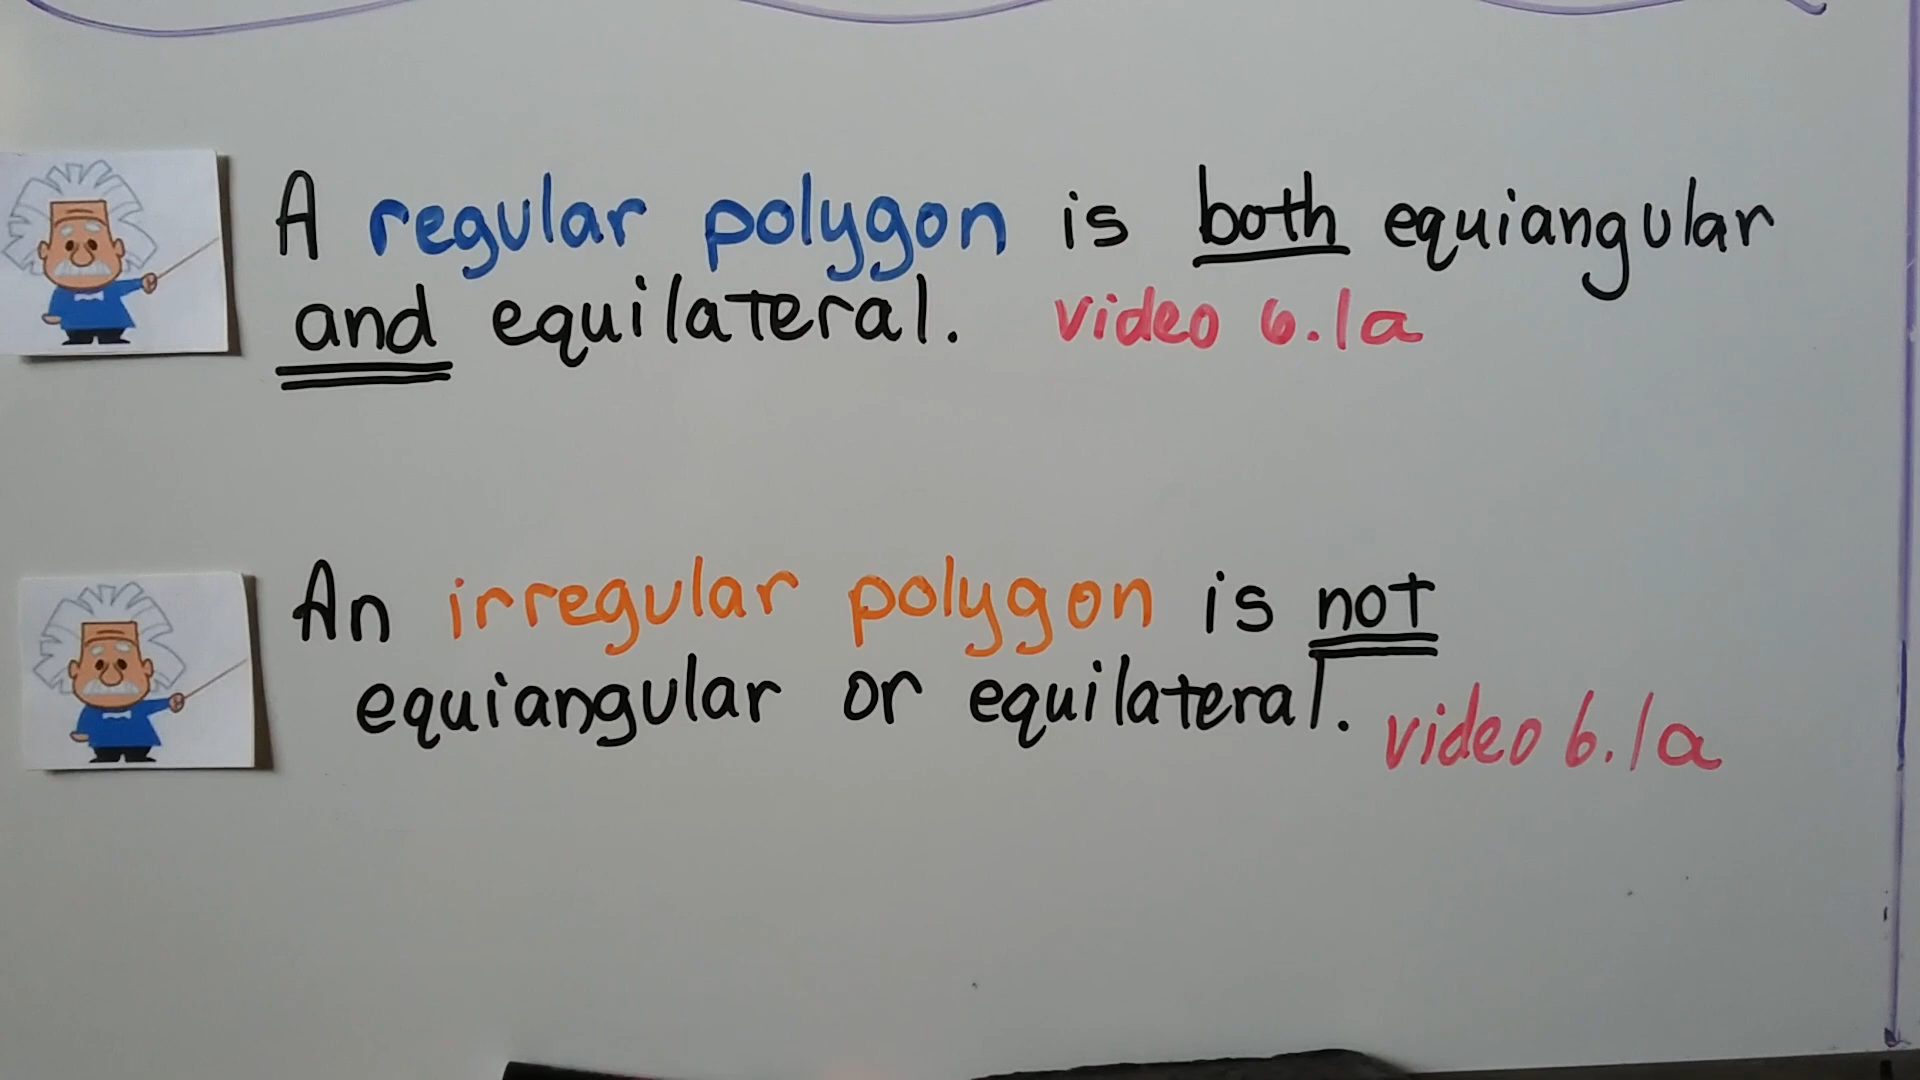 A regular polygon is both equiangular
and equilateral. video 6.1a
An irregular polygon is not
equiangular or equilateral.
video 6.1a